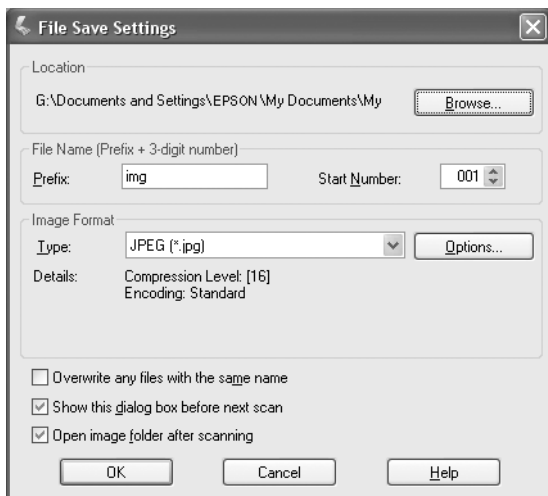 File Save Settings
Location
G:\Documents and Settings\EPSON\My Documents\My
Browse...
File Name (Prefix + 3-digit number)
Prefix: img Start Number: 001
Image Format
Type: JPEG (*.jpg) Options...
Details: Compression Level: [16]
Encoding: Standard
Overwrite any files with the same name
Show this dialog box before next scan
Open image folder after scanning
OK Cancel Help